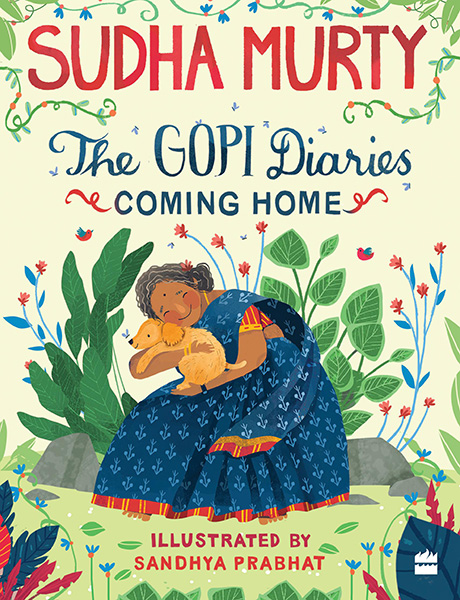 SUDHA MURTY
The GOPI Diaries
COMING HOME
ILLUSTRATED BY
SANDHYA PRABHAT